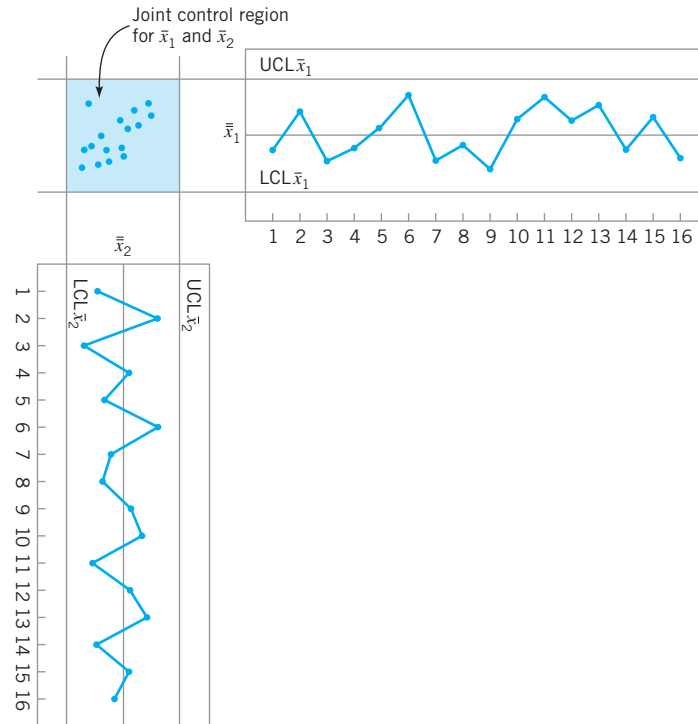 Joint control region
for x̄₁ and x̄₂
UCLx̄₁
x̿₁
LCLx̄₁
1 2 3 4 5 6 7 8 9 10 11 12 13 14 15 16
x̿₂
LCLx̄₂
UCLx̄₂
1
2
3
4
5
6
7
8
9
10
11
12
13
14
15
16